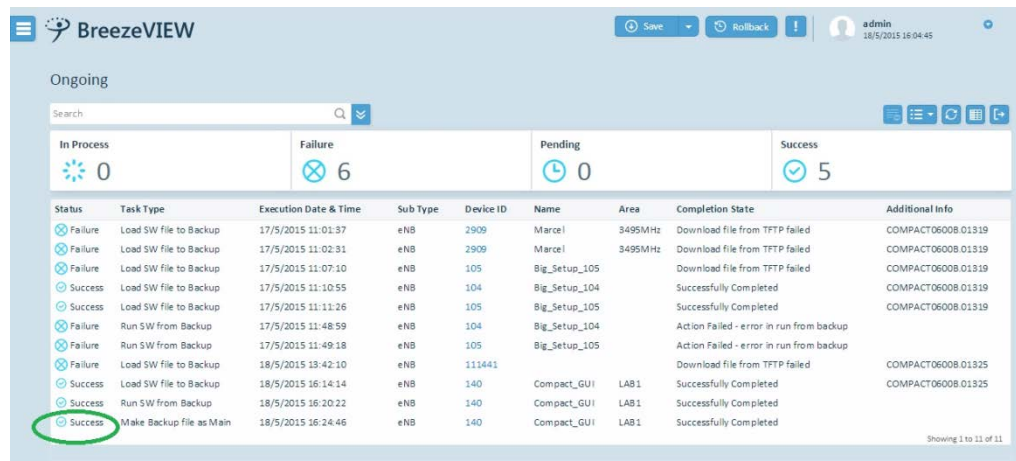 BreezeVIEW
Save
Rollback
!
admin
18/5/2015 16:04:45
Ongoing
Search
In Process
0
Failure
6
Pending
0
Success
5
Status Task Type Execution Date & Time Sub Type Device ID Name Area Completion State Additional Info
Failure Load SW file to Backup 17/5/2015 11:01:37 eNB 2909 Marcel 3495MHz Download file from TFTP failed COMPACT06008.01319
Failure Load SW file to Backup 17/5/2015 11:02:31 eNB 2909 Marcel 3495MHz Download file from TFTP failed COMPACT06008.01319
Failure Load SW file to Backup 17/5/2015 11:07:10 eNB 105 Big_Setup_105 Download file from TFTP failed COMPACT06008.01319
Success Load SW file to Backup 17/5/2015 11:10:55 eNB 104 Big_Setup_104 Successfully Completed COMPACT06008.01319
Success Load SW file to Backup 17/5/2015 11:11:26 eNB 105 Big_Setup_105 Successfully Completed COMPACT06008.01319
Failure Run SW from Backup 17/5/2015 11:48:59 eNB 104 Big_Setup_104 Action Failed - error in run from backup
Failure Run SW from Backup 17/5/2015 11:49:18 eNB 105 Big_Setup_105 Action Failed - error in run from backup
Failure Load SW file to Backup 18/5/2015 13:42:10 eNB 111441 Download file from TFTP failed COMPACT06008.01325
Success Load SW file to Backup 18/5/2015 16:14:14 eNB 140 Compact_GUI LAB1 Successfully Completed COMPACT06008.01325
Success Run SW from Backup 18/5/2015 16:20:22 eNB 140 Compact_GUI LAB1 Successfully Completed
Success Make Backup file as Main 18/5/2015 16:24:46 eNB 140 Compact_GUI LAB1 Successfully Completed
Showing 1 to 11 of 11